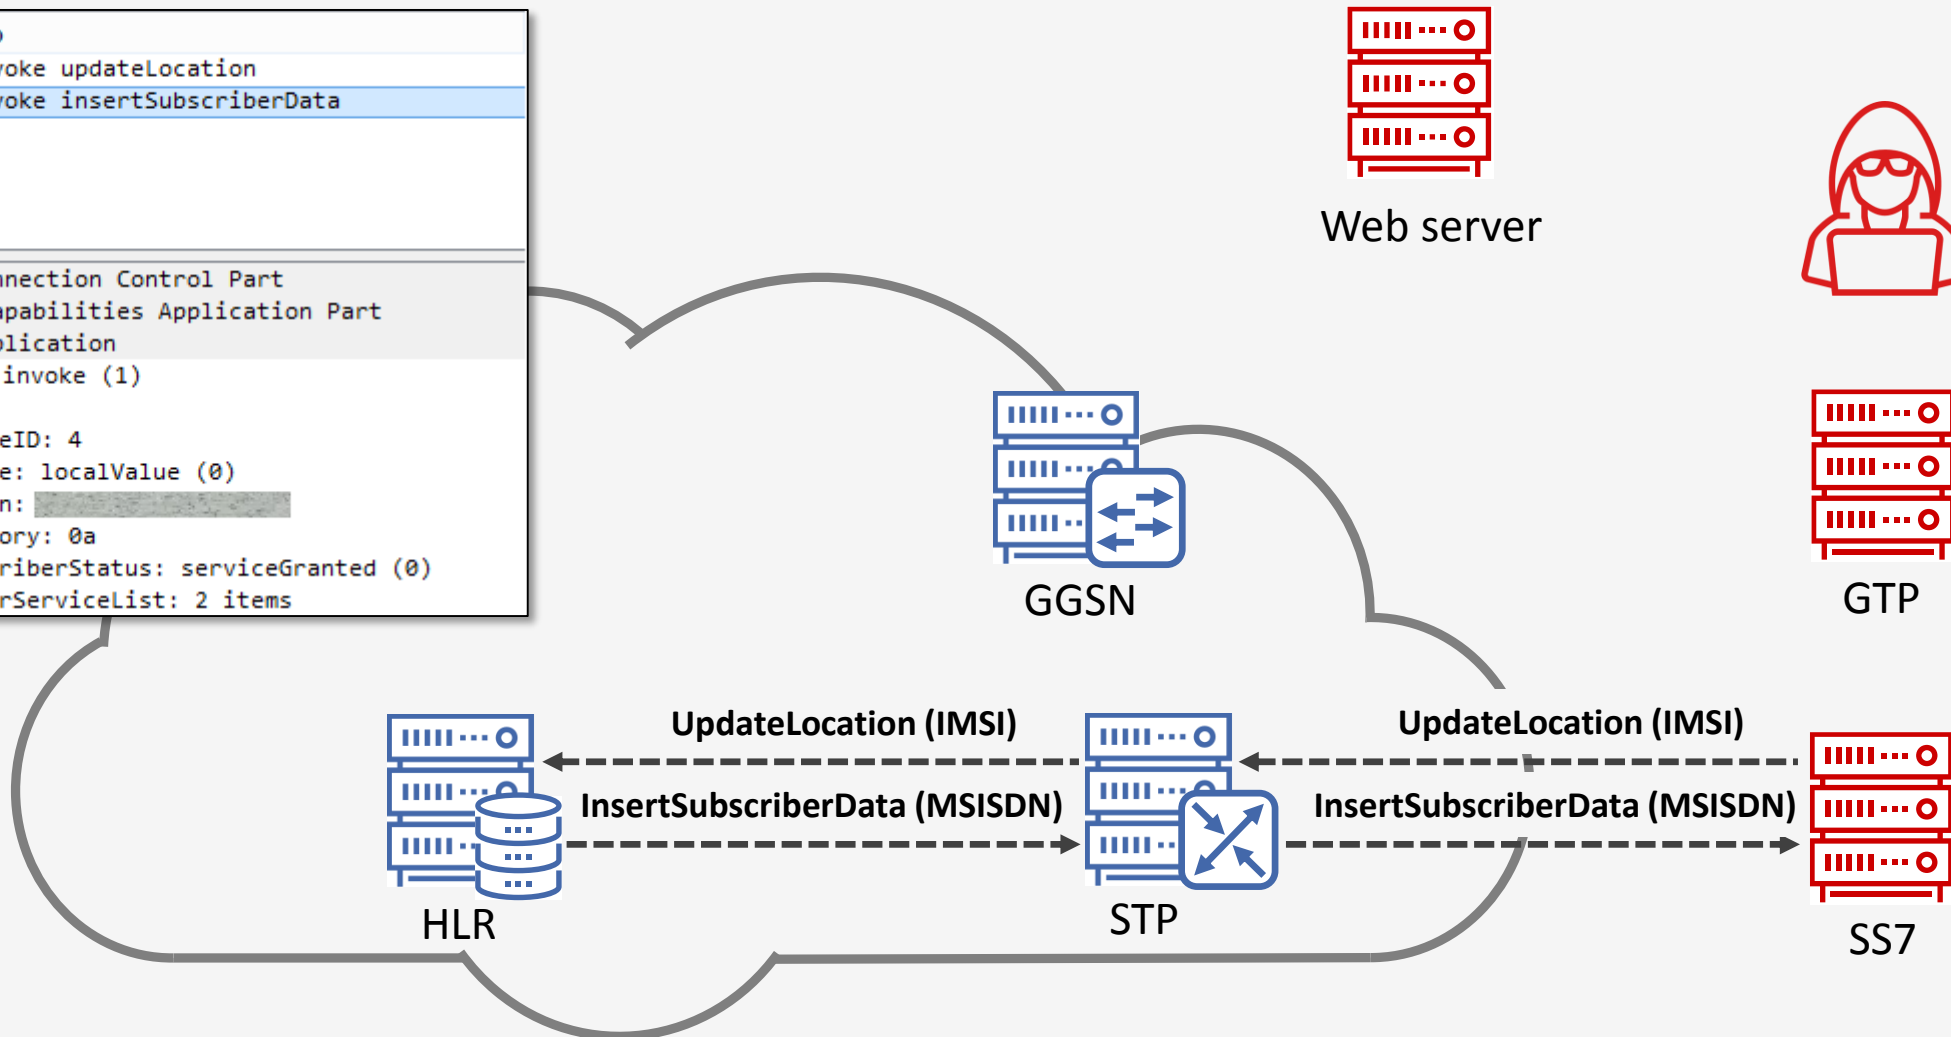 voke updateLocation
voke insertSubscriberData
nnection Control Part
apabilities Application Part
plication
invoke (1)
eID: 4
e: localValue (0)
n:
ory: 0a
riberStatus: serviceGranted (0)
rServiceList: 2 items
Web server
GGSN
GTP
UpdateLocation (IMSI)
UpdateLocation (IMSI)
InsertSubscriberData (MSISDN)
InsertSubscriberData (MSISDN)
HLR
STP
SS7